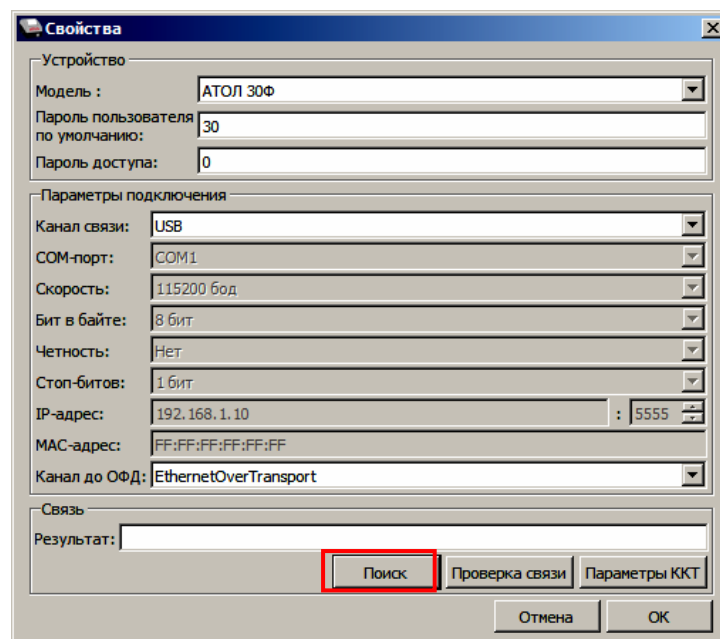 Свойства
Устройство
Модель : АТОЛ 30Ф
Пароль пользователя
по умолчанию: 30
Пароль доступа: 0
Параметры подключения
Канал связи: USB
COM-порт: COM1
Скорость: 115200 бод
Бит в байте: 8 бит
Четность: Нет
Стоп-битов: 1 бит
IP-адрес: 192.168.1.10 : 5555
MAC-адрес: FF:FF:FF:FF:FF:FF
Канал до ОФД: EthernetOverTransport
Связь
Результат:
Поиск Проверка связи Параметры ККТ
Отмена ОК